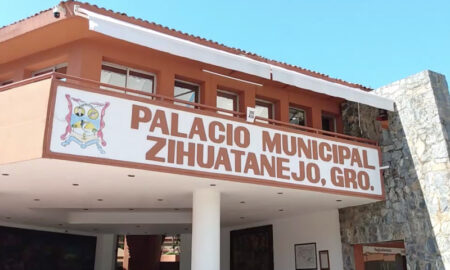 PALACIO MUNICIPAL
ZIHUATANEJO, GRO.